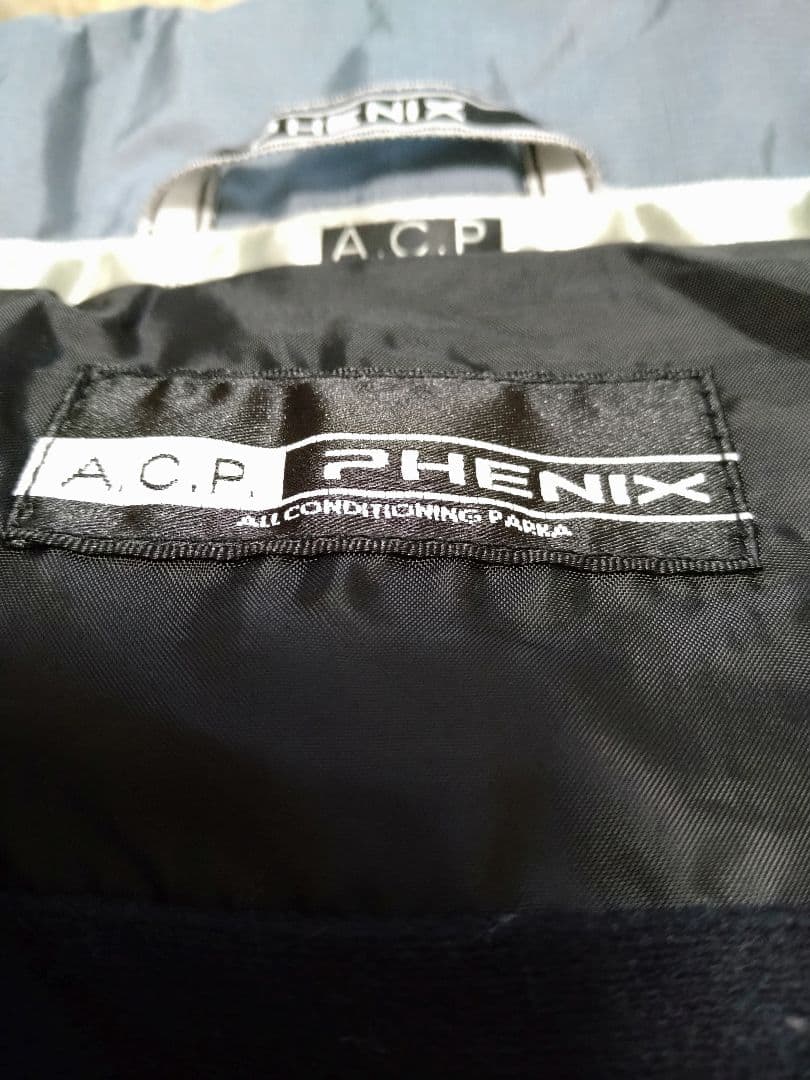 PHENIX
A.C.P
A.C.P. PHENIX
ALL CONDITIONING PARKA